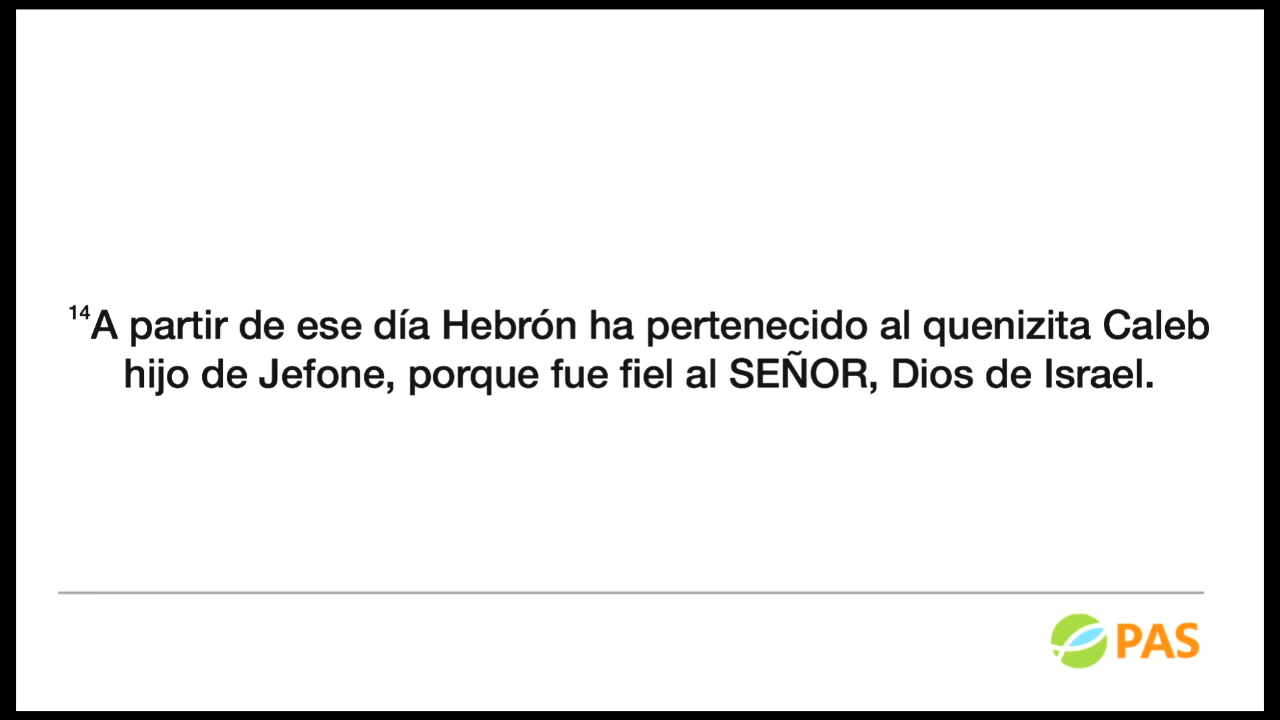 14A partir de ese día Hebrón ha pertenecido al quenizita Caleb
hijo de Jefone, porque fue fiel al SEÑOR, Dios de Israel.
PAS